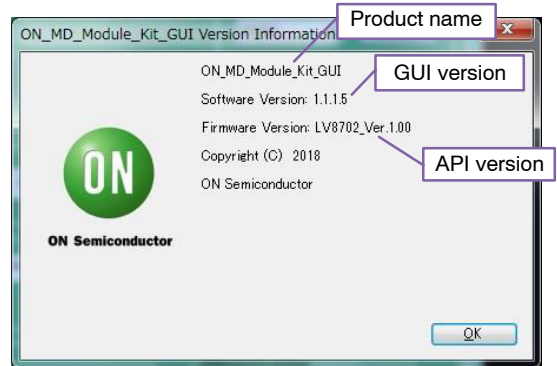 Product name
ON_MD_Module_Kit_GUI Version Information
ON_MD_Module_Kit_GUI
GUI version
Software Version: 1.1.1.5
Firmware Version: LV8702_Ver.1.00
API version
Copyright (C) 2018
ON Semiconductor
ON
ON Semiconductor
OK